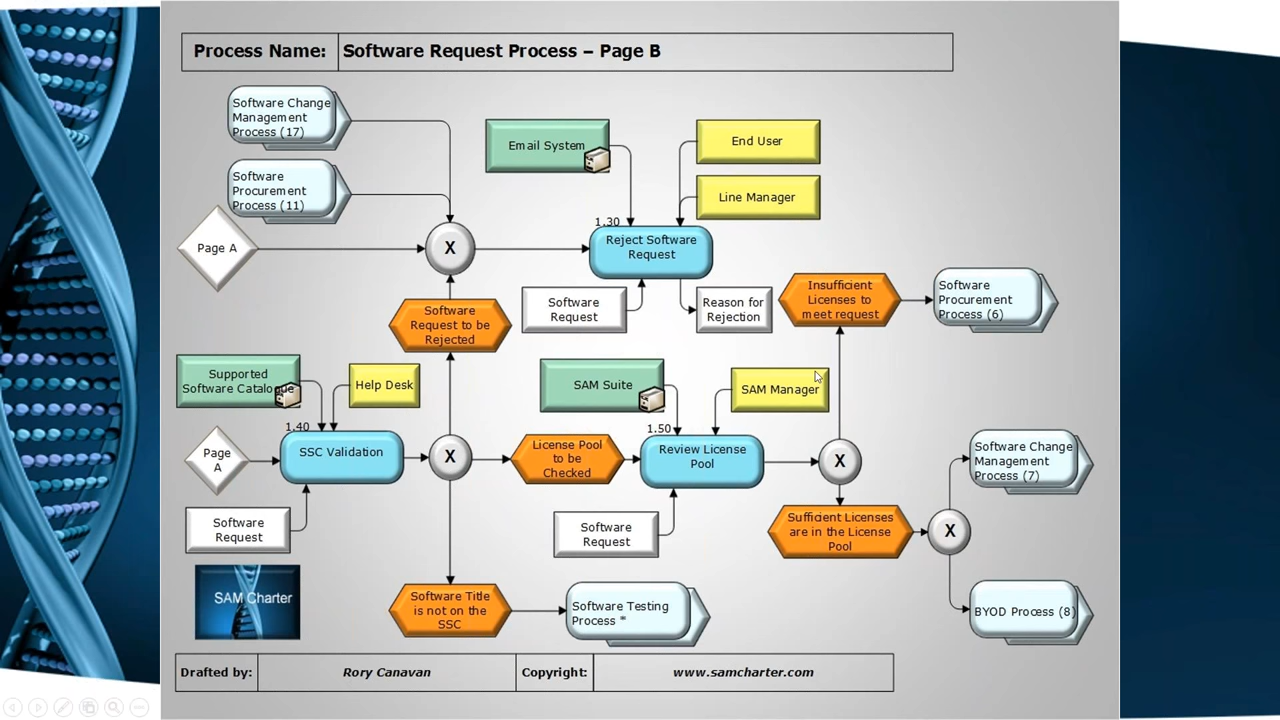 Process Name: Software Request Process – Page B
Software Change
Management
Process (17)
Software
Procurement
Process (11)
Page A
X
Email System
End User
Line Manager
1.30
Reject Software
Request
Software
Request
Reason for
Rejection
Insufficient
Licenses to
meet request
Software
Procurement
Process (6)
Software
Request to be
Rejected
Supported
Software Catalogue
Help Desk
SAM Suite
SAM Manager
1.40
SSC Validation
Page
A
X
License Pool
to be
Checked
1.50
Review License
Pool
X
Software Change
Management
Process (7)
Software
Request
Software
Request
Sufficient Licenses
are in the License
Pool
X
SAM Charter
Software Title
is not on the
SSC
Software Testing
Process *
BYOD Process (8)
Drafted by: Rory Canavan Copyright: www.samcharter.com